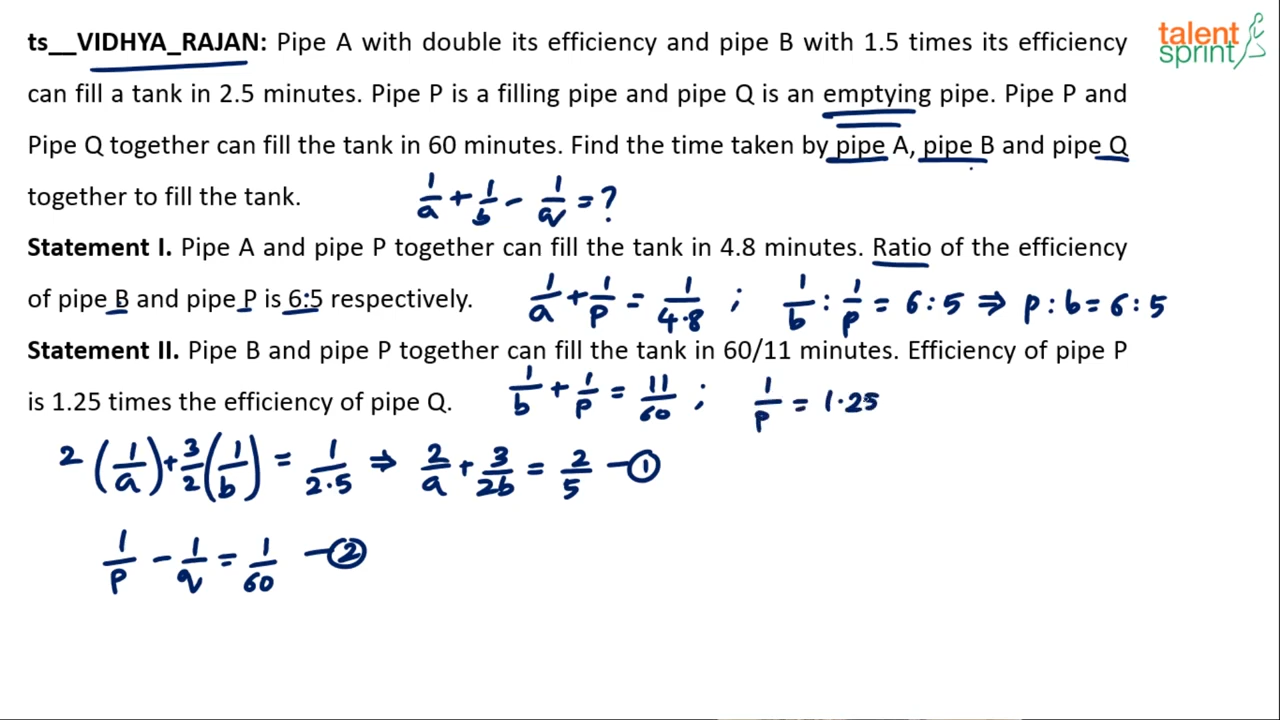 talent
sprint
ts__VIDHYA_RAJAN: Pipe A with double its efficiency and pipe B with 1.5 times its efficiency
can fill a tank in 2.5 minutes. Pipe P is a filling pipe and pipe Q is an emptying pipe. Pipe P and
Pipe Q together can fill the tank in 60 minutes. Find the time taken by pipe A, pipe B and pipe Q
together to fill the tank.
1/a + 1/b - 1/q = ?
Statement I. Pipe A and pipe P together can fill the tank in 4.8 minutes. Ratio of the efficiency
of pipe B and pipe P is 6:5 respectively.
1/a + 1/p = 1/4.8 ; 1/b : 1/p = 6 : 5 ⇒ p : b = 6 : 5
Statement II. Pipe B and pipe P together can fill the tank in 60/11 minutes. Efficiency of pipe P
is 1.25 times the efficiency of pipe Q.
1/b + 1/p = 11/60 ; 1/p = 1.25
2 (1/a) + 3/2 (1/b) = 1/2.5 ⇒ 2/a + 3/2b = 2/5 — ①
1/p - 1/q = 1/60 — ②